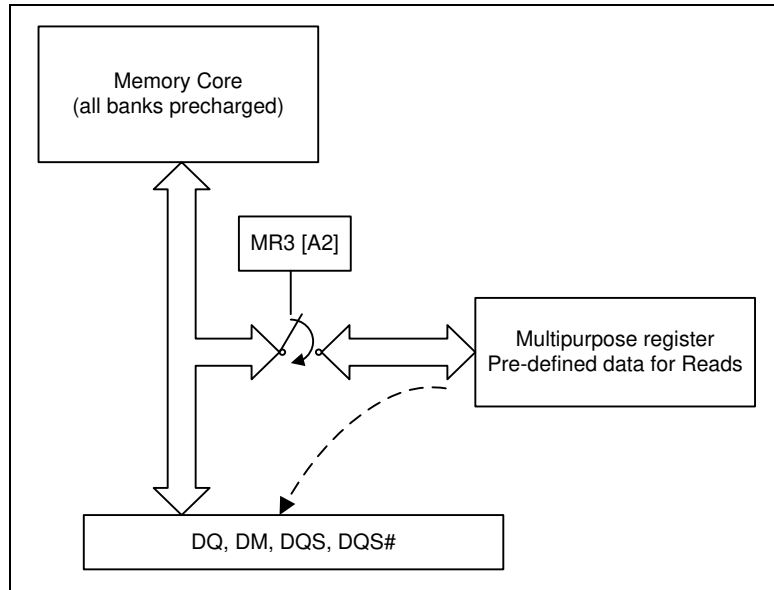 Memory Core
(all banks precharged)
MR3 [A2]
Multipurpose register
Pre-defined data for Reads
DQ, DM, DQS, DQS#